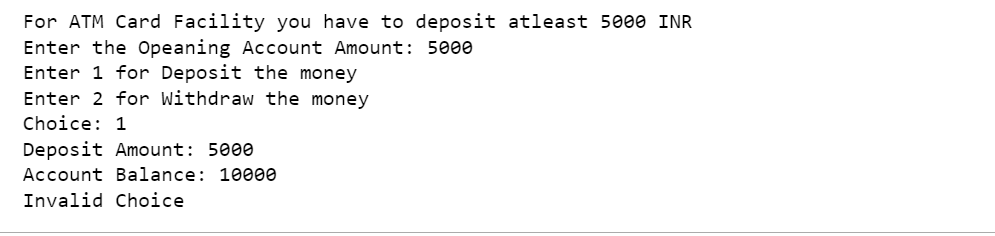 For ATM Card Facility you have to deposit atleast 5000 INR
Enter the Opeaning Account Amount: 5000
Enter 1 for Deposit the money
Enter 2 for Withdraw the money
Choice: 1
Deposit Amount: 5000
Account Balance: 10000
Invalid Choice